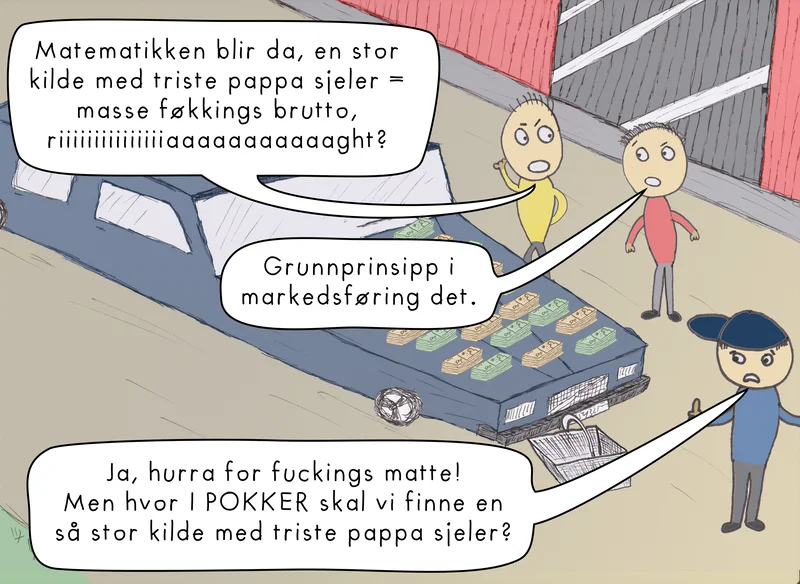 Matematikken blir da, en stor
kilde med triste pappa sjeler =
masse føkkings brutto,
riiiiiiiiiiiiiiiaaaaaaaaaaaaght?
Grunnprinsipp i
markedsføring det.
Ja, hurra for fuckings matte!
Men hvor I POKKER skal vi finne en
så stor kilde med triste pappa sjeler?